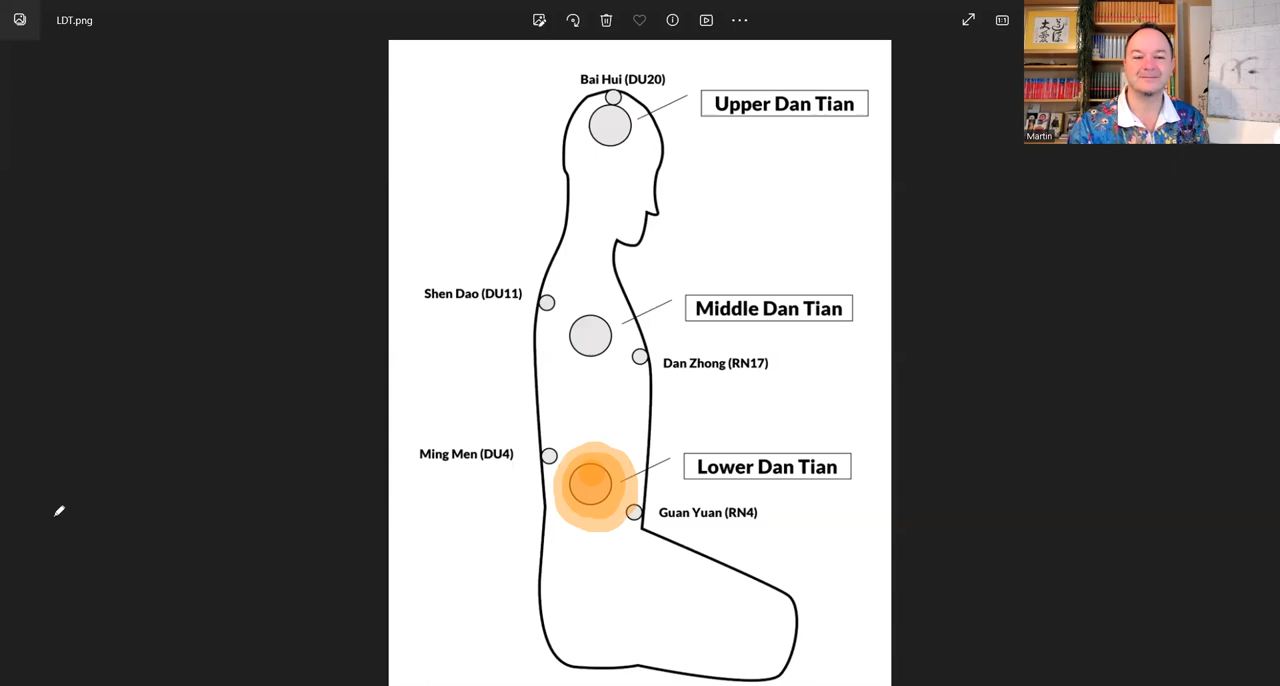 LDT.png
Martin
Bai Hui (DU20)
Upper Dan Tian
Shen Dao (DU11)
Middle Dan Tian
Dan Zhong (RN17)
Ming Men (DU4)
Lower Dan Tian
Guan Yuan (RN4)